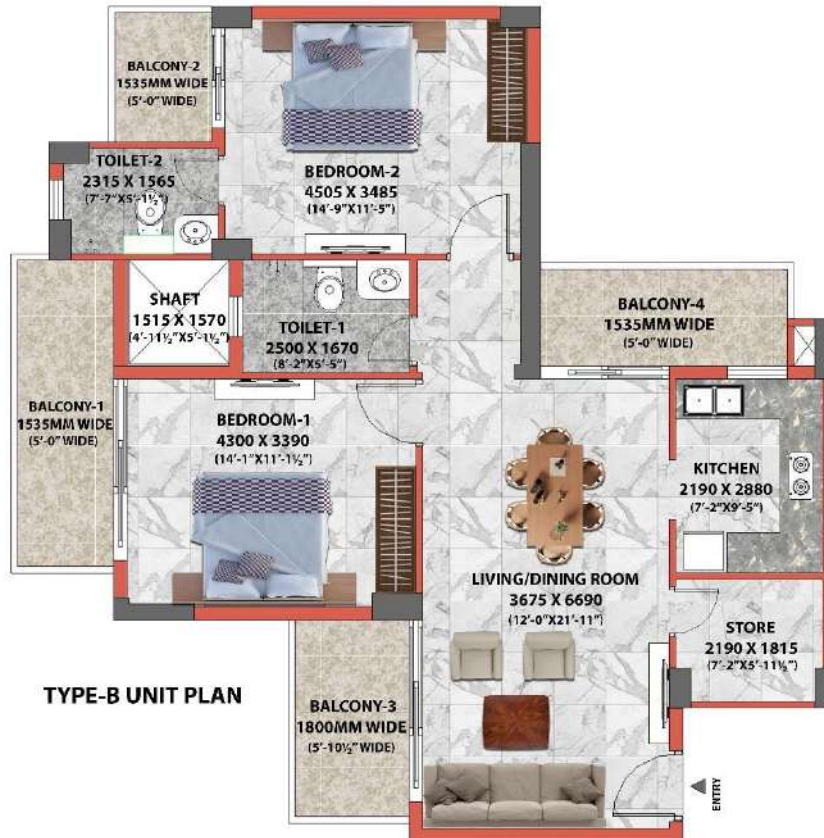 BALCONY-2
1535MM WIDE
(5'-0" WIDE)
TOILET-2
2315 X 1565
(7'-7"X5'-1½")
BEDROOM-2
4505 X 3485
(14'-9"X11'-5")
SHAFT
1515 X 1570
(4'-11½"X5'-1½")
TOILET-1
2500 X 1670
(8'-2"X5'-5")
BALCONY-4
1535MM WIDE
(5'-0" WIDE)
BALCONY-1
1535MM WIDE
(5'-0" WIDE)
BEDROOM-1
4300 X 3390
(14'-1"X11'-1½")
KITCHEN
2190 X 2880
(7'-2"X9'-5")
LIVING/DINING ROOM
3675 X 6690
(12'-0"X21'-11")
STORE
2190 X 1815
(7'-2"X5'-11½")
TYPE-B UNIT PLAN
BALCONY-3
1800MM WIDE
(5'-10½" WIDE)
ENTRY